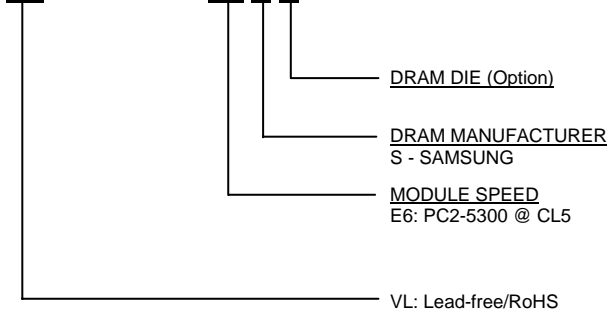 DRAM DIE (Option)
DRAM MANUFACTURER
S - SAMSUNG
MODULE SPEED
E6: PC2-5300 @ CL5
VL: Lead-free/RoHS